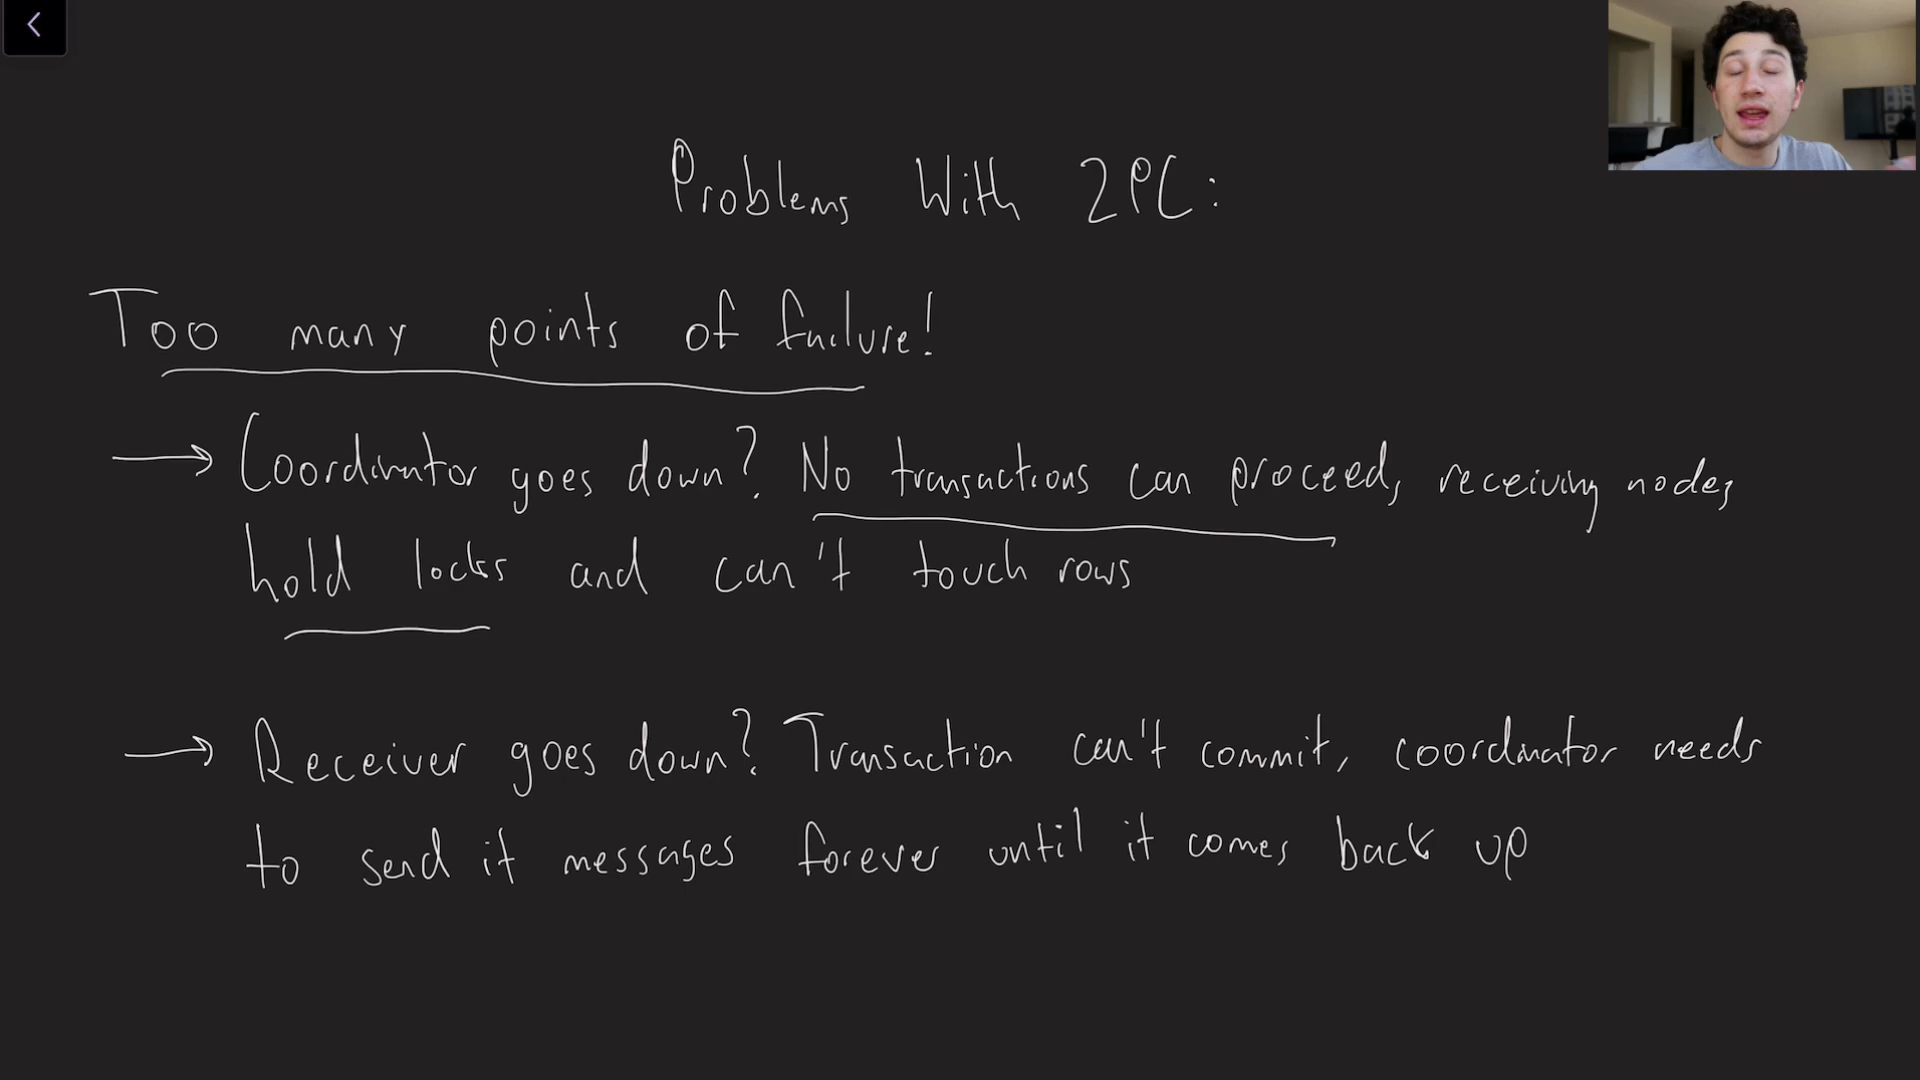 Problems With 2PC:
Too many points of failure!
→ Coordinator goes down? No transactions can proceed, receiving nodes
hold locks and can't touch rows
→ Receiver goes down? Transaction can't commit, coordinator needs
to send it messages forever until it comes back up